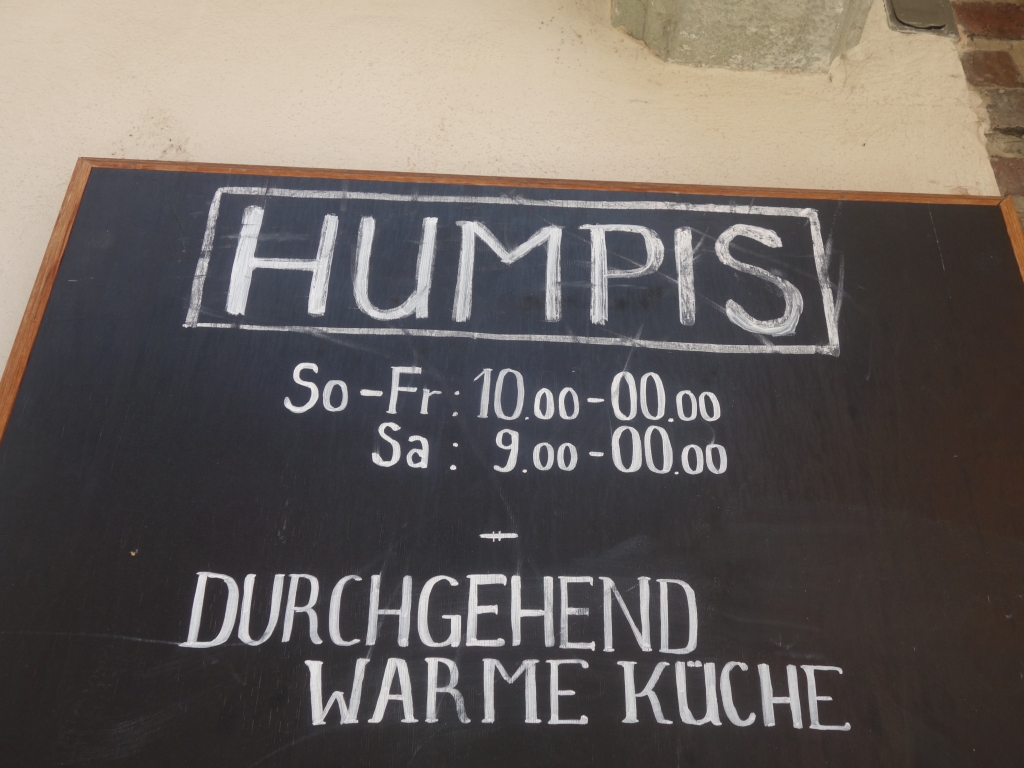 HUMPIS
So-Fr: 10.00-00.00
Sa: 9.00-00.00
DURCHGEHEND
WARME KÜCHE